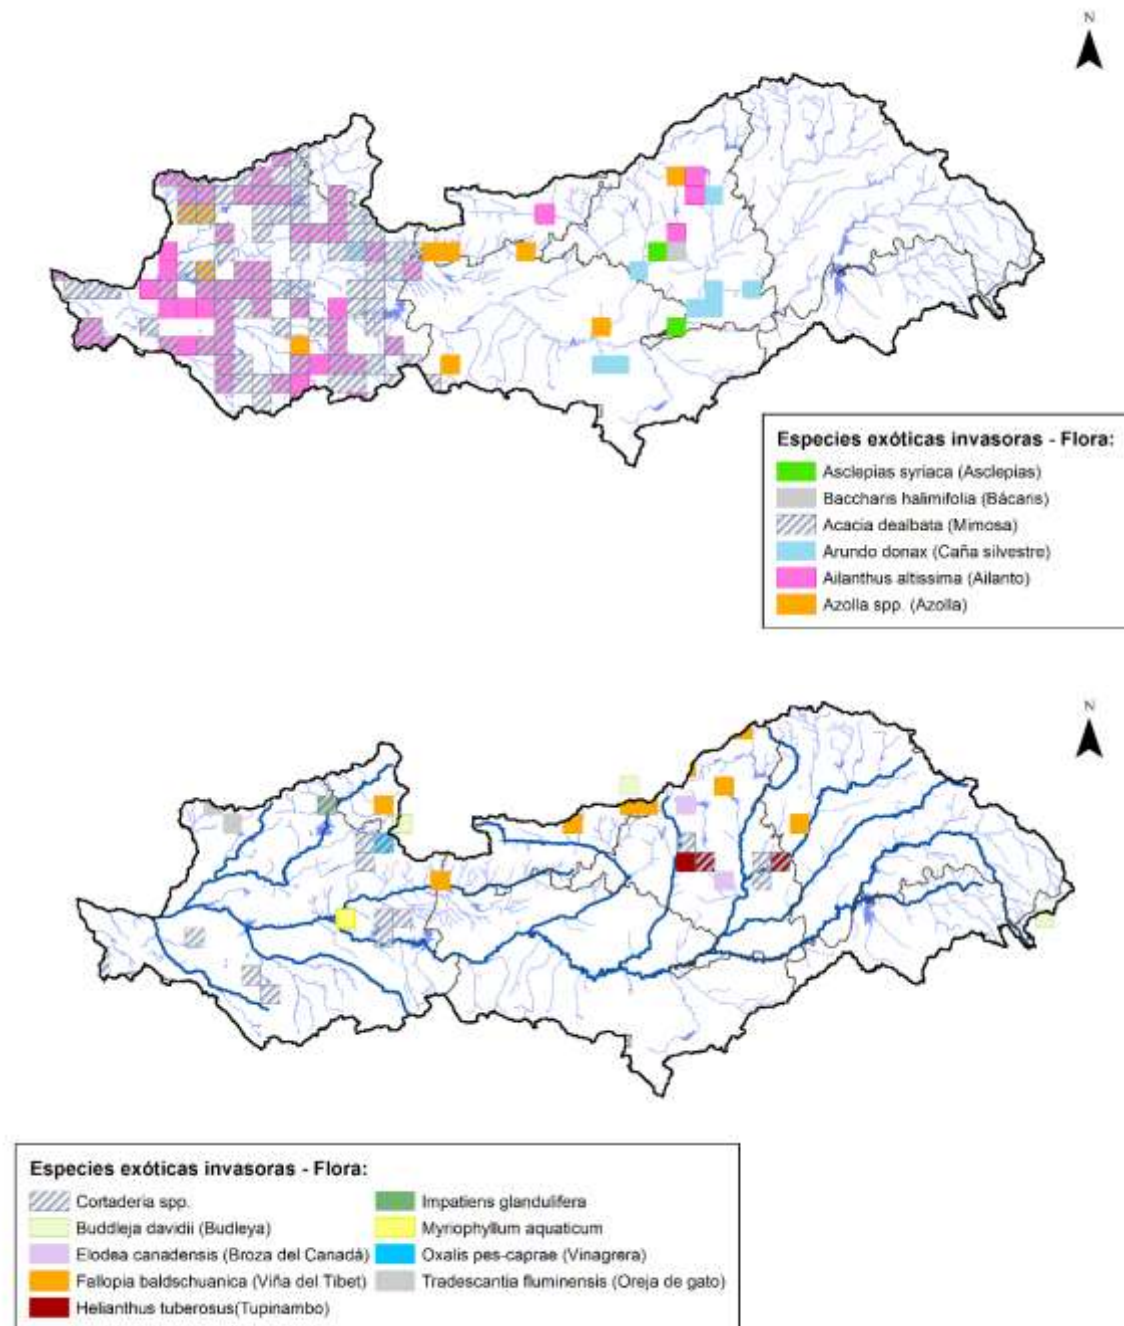 N
Especies exóticas invasoras - Flora:
Asclepias syriaca (Asclepias)
Baccharis halimifolia (Bácaris)
Acacia dealbata (Mimosa)
Arundo donax (Caña silvestre)
Ailanthus altissima (Ailanto)
Azolla spp. (Azolla)
N
Especies exóticas invasoras - Flora:
Cortaderia spp.
Buddleja davidii (Budleya)
Elodea canadensis (Broza del Canadá)
Fallopia baldschuanica (Viña del Tibet)
Helianthus tuberosus(Tupinambo)
Impatiens glandulifera
Myriophyllum aquaticum
Oxalis pes-caprae (Vinagrera)
Tradescantia fluminensis (Oreja de gato)